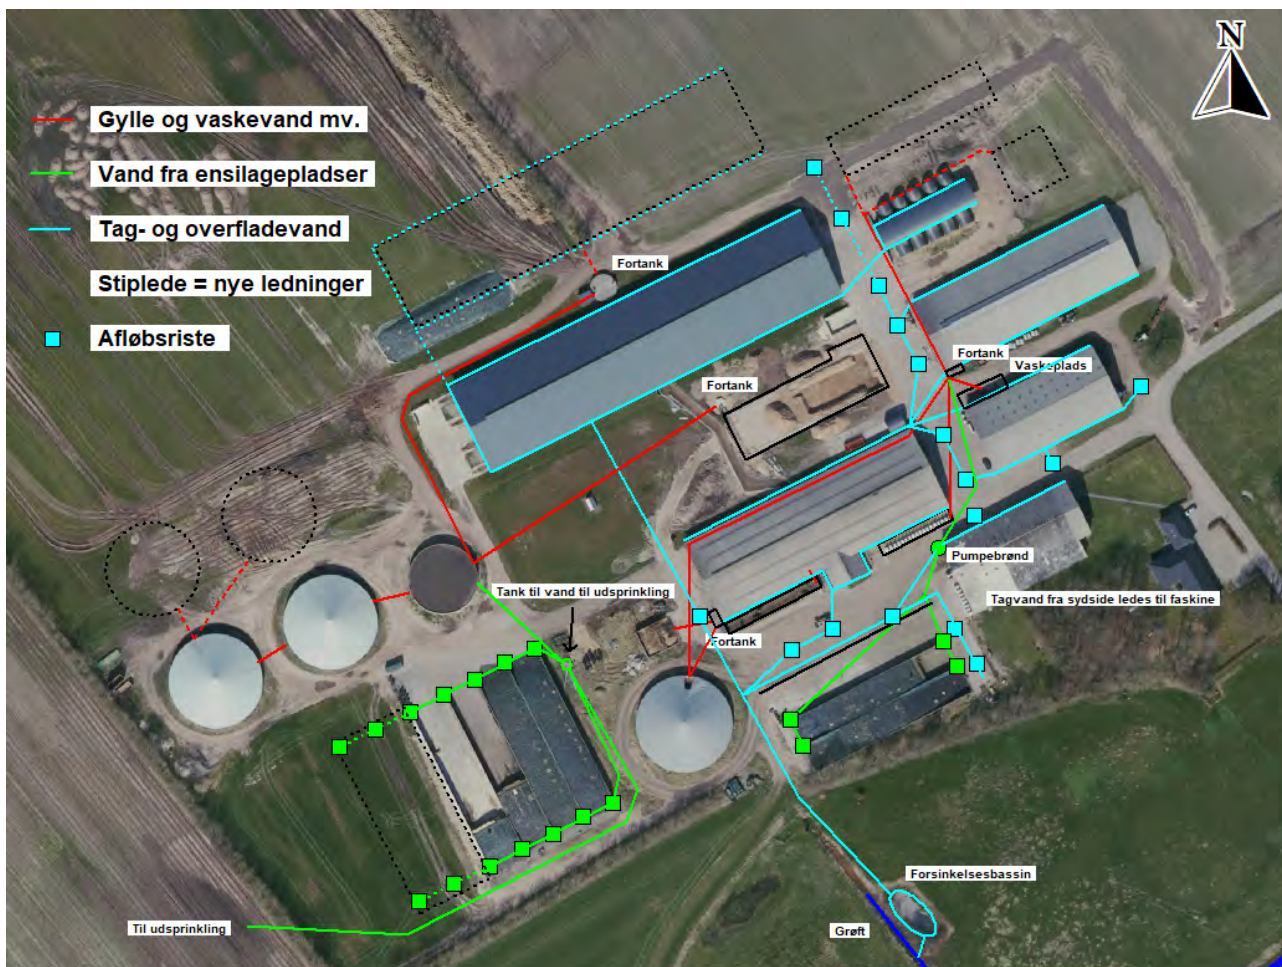 N
Gylle og vaskevand mv.
Vand fra ensilagepladser
Tag- og overfladevand
Stiplede = nye ledninger
Afløbsriste
Fortank
Fortank
Fortank
Vaskeplads
Pumpebrønd
Tank til vand til udsprinkling
Tagvand fra sydside ledes til faskine
Fortank
Forsinkelsesbassin
Til udsprinkling
Grøft